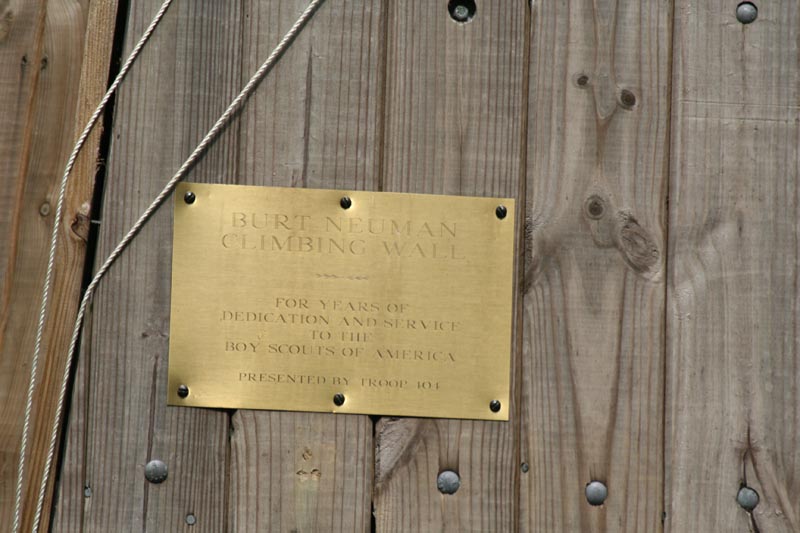 BURT NEUMAN
CLIMBING WALL
FOR YEARS OF
DEDICATION AND SERVICE
TO THE
BOY SCOUTS OF AMERICA
PRESENTED BY TROOP 404